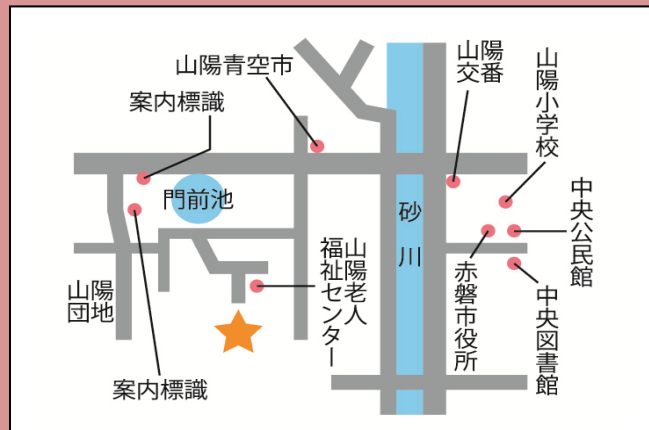 山陽青空市
案内標識
門前池
山陽
団地
案内標識
山陽老人
福祉センター
砂川
山陽
交番
山陽小学校
中央公民館
赤磐市役所
中央図書館